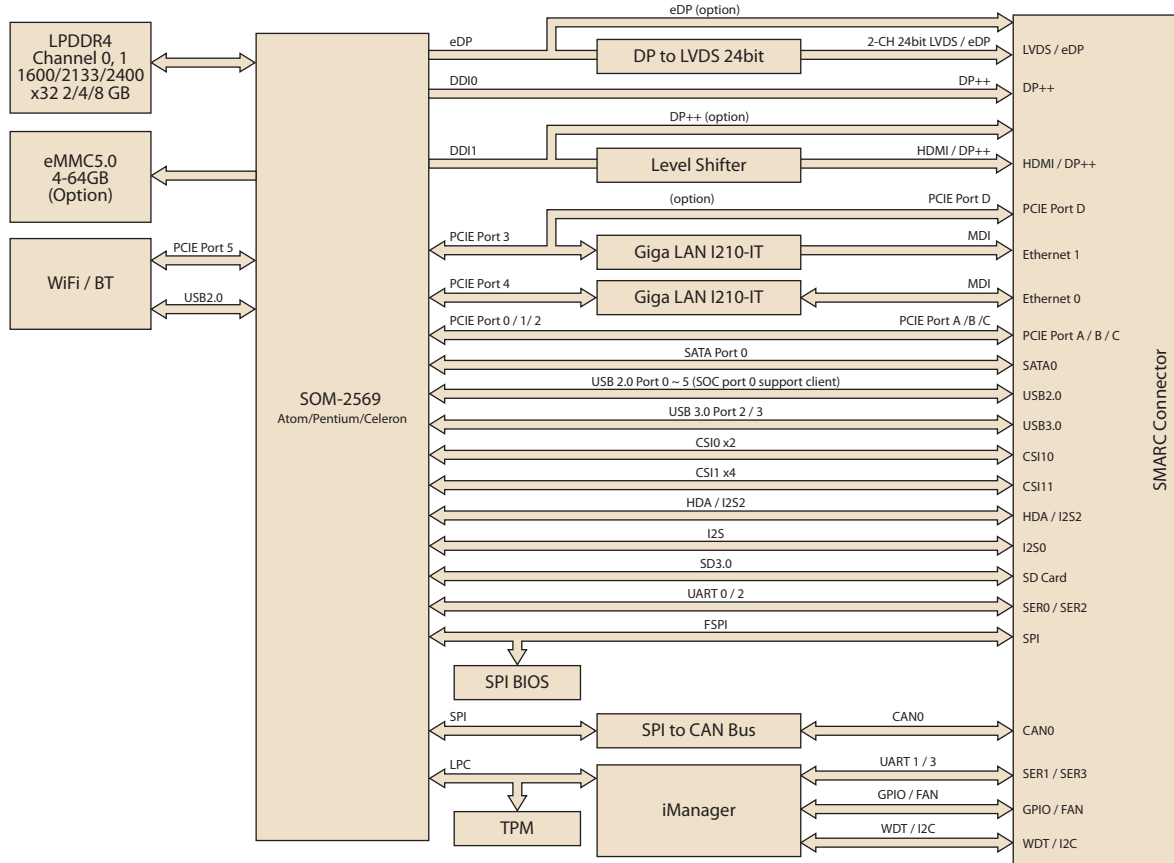 LPDDR4
Channel 0, 1
1600/2133/2400
x32 2/4/8 GB
eMMC5.0
4-64GB
(Option)
WiFi / BT
PCIE Port 5
USB2.0
SOM-2569
Atom/Pentium/Celeron
eDP (option)
eDP
DP to LVDS 24bit
2-CH 24bit LVDS / eDP
LVDS / eDP
DDI0
DP++
DP++
DP++ (option)
DDI1
Level Shifter
HDMI / DP++
HDMI / DP++
(option)
PCIE Port D
PCIE Port D
PCIE Port 3
Giga LAN I210-IT
MDI
Ethernet 1
PCIE Port 4
Giga LAN I210-IT
MDI
Ethernet 0
PCIE Port 0 / 1/ 2
PCIE Port A /B /C
PCIE Port A / B / C
SATA Port 0
SATA0
USB 2.0 Port 0 ~ 5 (SOC port 0 support client)
USB2.0
USB 3.0 Port 2 / 3
USB3.0
CSI0 x2
CSI10
CSI1 x4
CSI11
HDA / I2S2
HDA / I2S2
I2S
I2S0
SD3.0
SD Card
UART 0 / 2
SER0 / SER2
FSPI
SPI
SPI BIOS
SPI
SPI to CAN Bus
CAN0
CAN0
LPC
TPM
iManager
UART 1 / 3
SER1 / SER3
GPIO / FAN
GPIO / FAN
WDT / I2C
WDT / I2C
SMARC Connector